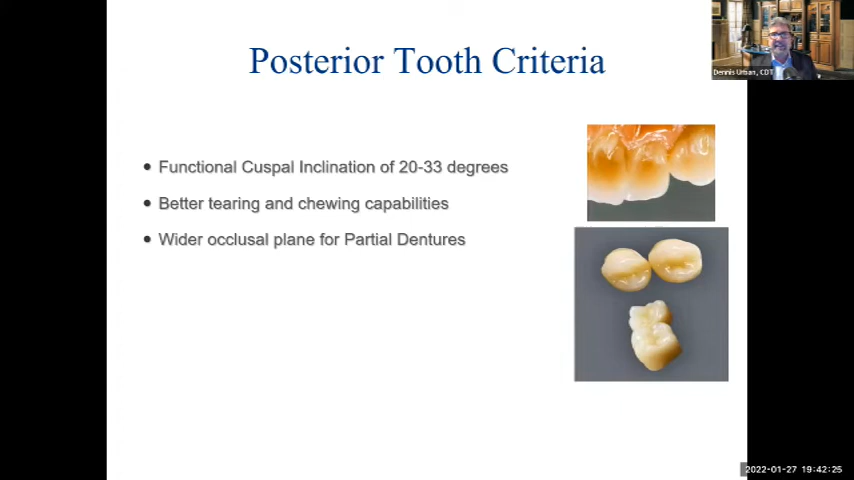 Posterior Tooth Criteria
Dennis Urban, CDT
• Functional Cuspal Inclination of 20-33 degrees
• Better tearing and chewing capabilities
• Wider occlusal plane for Partial Dentures
2022-01-27 19:42:25